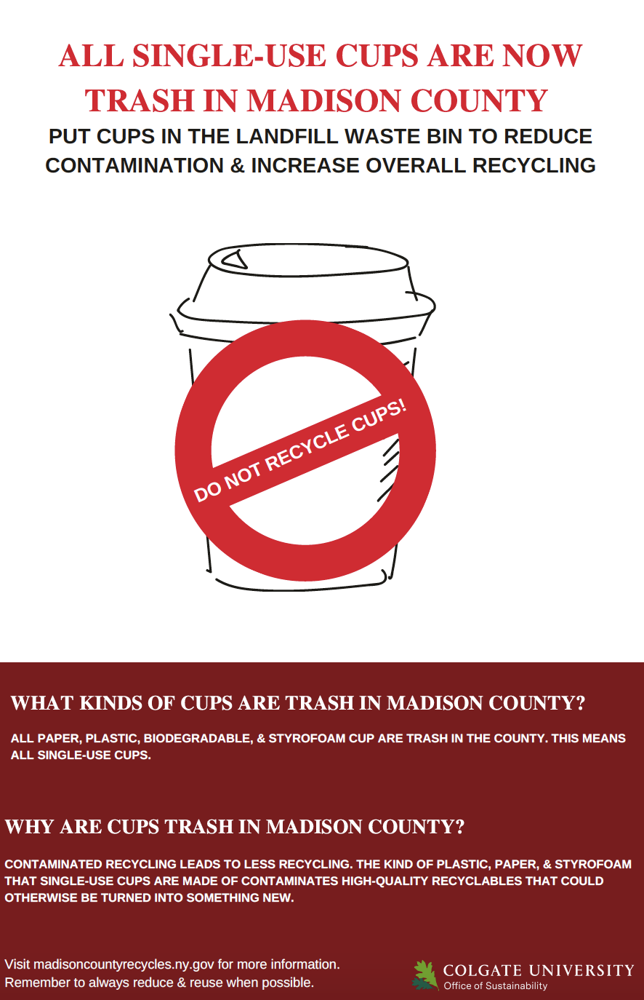 ALL SINGLE-USE CUPS ARE NOW
TRASH IN MADISON COUNTY
PUT CUPS IN THE LANDFILL WASTE BIN TO REDUCE
CONTAMINATION & INCREASE OVERALL RECYCLING
DO NOT RECYCLE CUPS!
WHAT KINDS OF CUPS ARE TRASH IN MADISON COUNTY?
ALL PAPER, PLASTIC, BIODEGRADABLE, & STYROFOAM CUP ARE TRASH IN THE COUNTY. THIS MEANS
ALL SINGLE-USE CUPS.
WHY ARE CUPS TRASH IN MADISON COUNTY?
CONTAMINATED RECYCLING LEADS TO LESS RECYCLING. THE KIND OF PLASTIC, PAPER, & STYROFOAM
THAT SINGLE-USE CUPS ARE MADE OF CONTAMINATES HIGH-QUALITY RECYCLABLES THAT COULD
OTHERWISE BE TURNED INTO SOMETHING NEW.
Visit madisoncountyrecycles.ny.gov for more information.
Remember to always reduce & reuse when possible.
COLGATE UNIVERSITY
Office of Sustainability